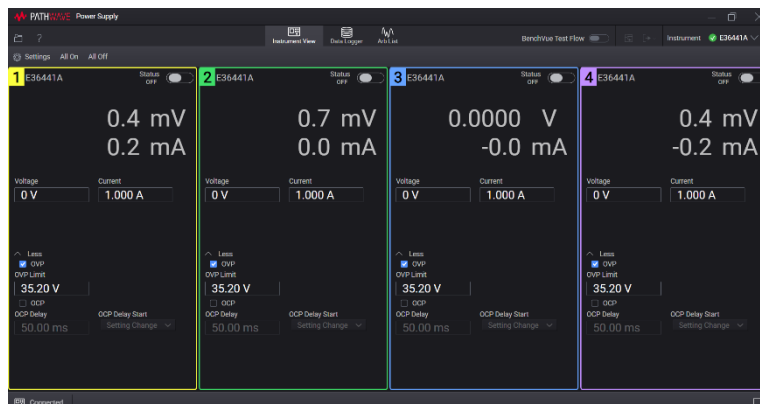 PATHWAVE Power Supply
?
Instrument View Data Logger Arb List
BenchVue Test Flow
Instrument E36441A
Settings All On All Off
1 E36441A Status OFF
0.4 mV
0.2 mA
Voltage Current
0 V 1.000 A
Less
OVP
OVP Limit
35.20 V
OCP
OCP Delay OCP Delay Start
50.00 ms Setting Change
2 E36441A Status OFF
0.7 mV
0.0 mA
Voltage Current
0 V 1.000 A
Less
OVP
OVP Limit
35.20 V
OCP
OCP Delay OCP Delay Start
50.00 ms Setting Change
3 E36441A Status OFF
0.0000 V
-0.0 mA
Voltage Current
0 V 1.000 A
Less
OVP
OVP Limit
35.20 V
OCP
OCP Delay OCP Delay Start
50.00 ms Setting Change
4 E36441A Status OFF
0.4 mV
-0.2 mA
Voltage Current
0 V 1.000 A
Less
OVP
OVP Limit
35.20 V
OCP
OCP Delay OCP Delay Start
50.00 ms Setting Change
Connected